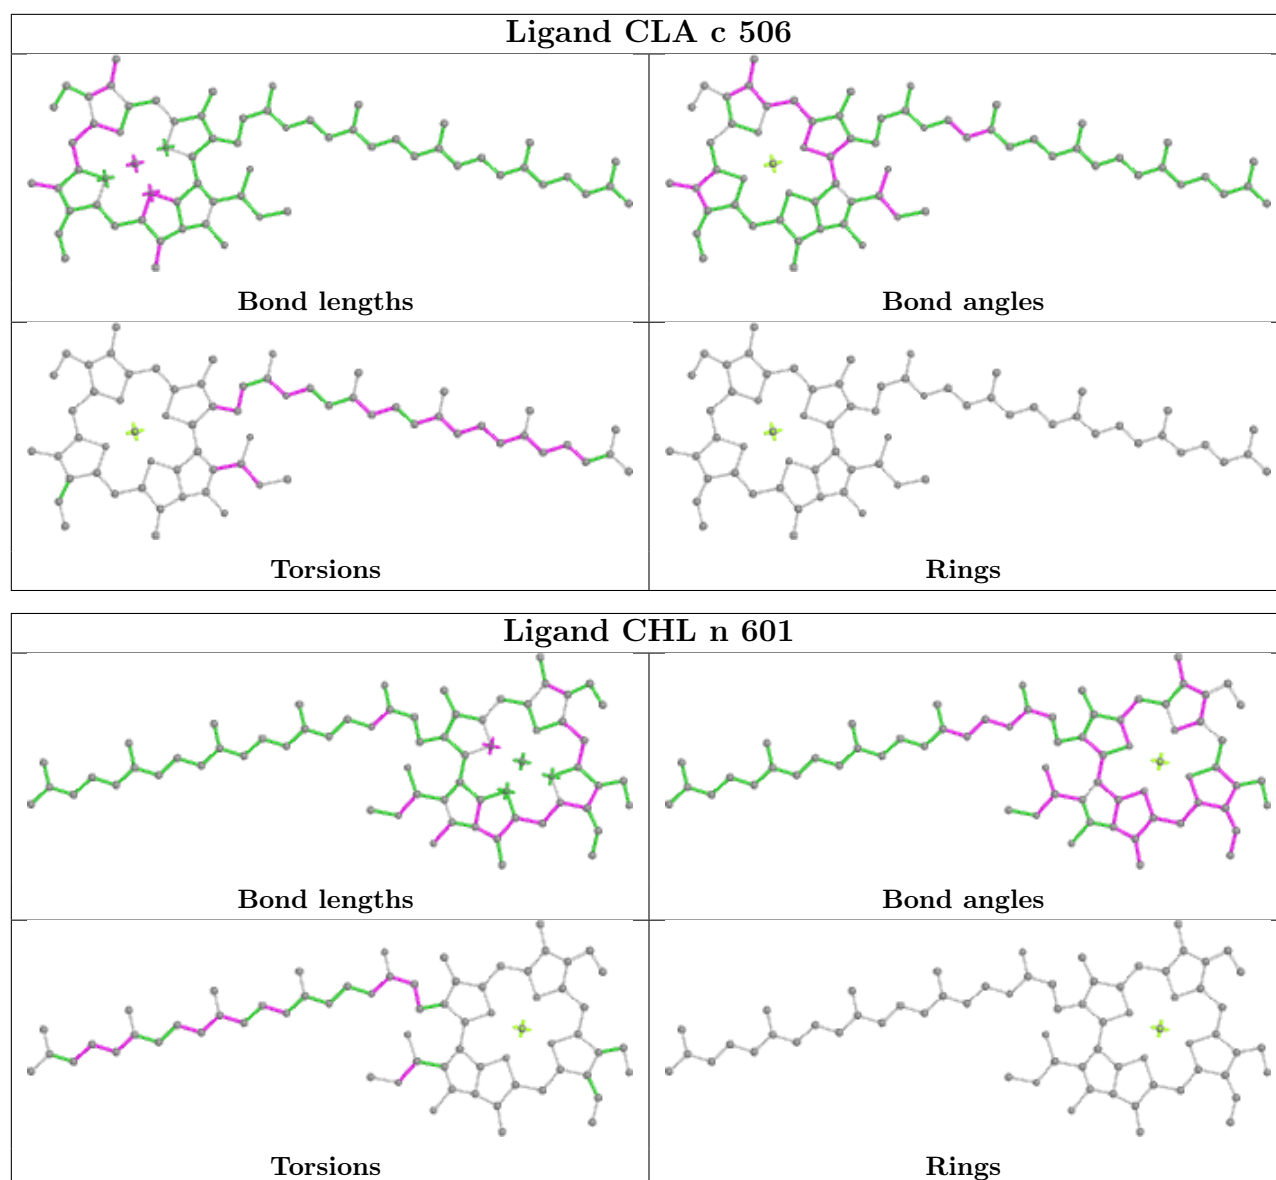 Ligand CLA c 506
Bond lengths
Bond angles
Torsions
Rings
Ligand CHL n 601
Bond lengths
Bond angles
Torsions
Rings